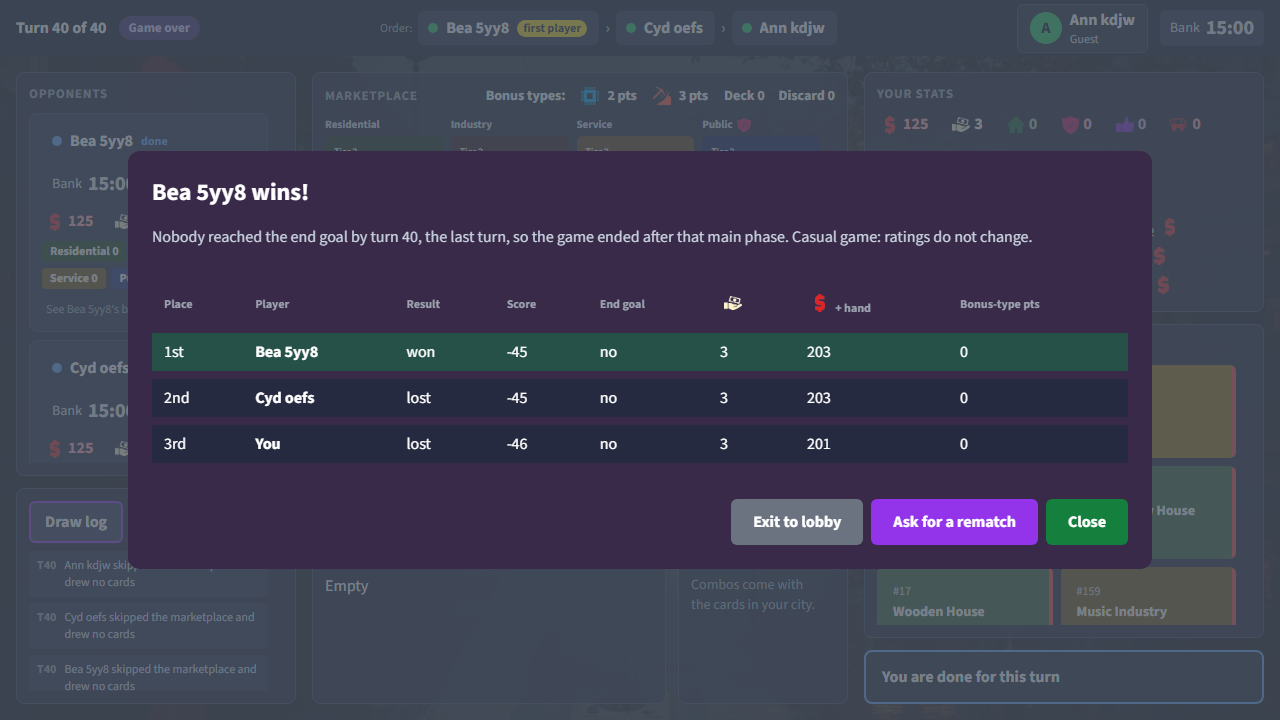 Turn 40 of 40 Game over
Order: Bea 5yy8 first player › Cyd oefs › Ann kdjw
A Ann kdjw
Guest
Bank 15:00
OPPONENTS
Bea 5yy8 done
Bank 15:00
$ 125
Residential 0
Service 0
See Bea 5yy8's
Cyd oefs
Bank 15:00
$ 125
MARKETPLACE Bonus types: 2 pts 3 pts Deck 0 Discard 0
Residential Industry Service Public
YOUR STATS
$ 125 3 0 0 0 0
Bea 5yy8 wins!
Nobody reached the end goal by turn 40, the last turn, so the game ended after that main phase. Casual game: ratings do not change.
Place Player Result Score End goal $ + hand Bonus-type pts
1st Bea 5yy8 won -45 no 3 203 0
2nd Cyd oefs lost -45 no 3 203 0
3rd You lost -46 no 3 201 0
Exit to lobby Ask for a rematch Close
Draw log
T40 Ann kdjw
drew no cards
T40 Cyd oefs skipped the marketplace and
drew no cards
T40 Bea 5yy8 skipped the marketplace and
drew no cards
Empty
Combos come with
the cards in your city.
House
#17
Wooden House
#159
Music Industry
You are done for this turn